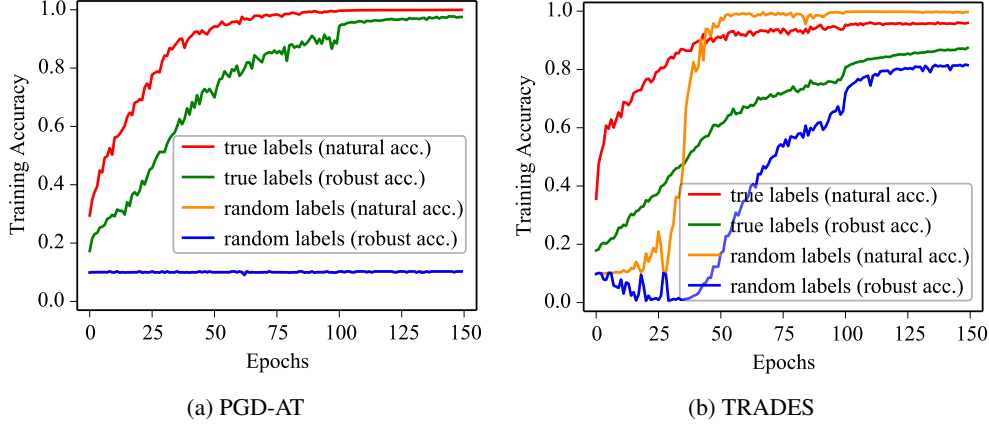 1.0
0.8
0.6
0.4
0.2
0.0
Training Accuracy
true labels (natural acc.)
true labels (robust acc.)
random labels (natural acc.)
random labels (robust acc.)
0 25 50 75 100 125 150
Epochs
(a) PGD-AT
1.0
0.8
0.6
0.4
0.2
0.0
Training Accuracy
true labels (natural acc.)
true labels (robust acc.)
random labels (natural acc.)
random labels (robust acc.)
0 25 50 75 100 125 150
Epochs
(b) TRADES